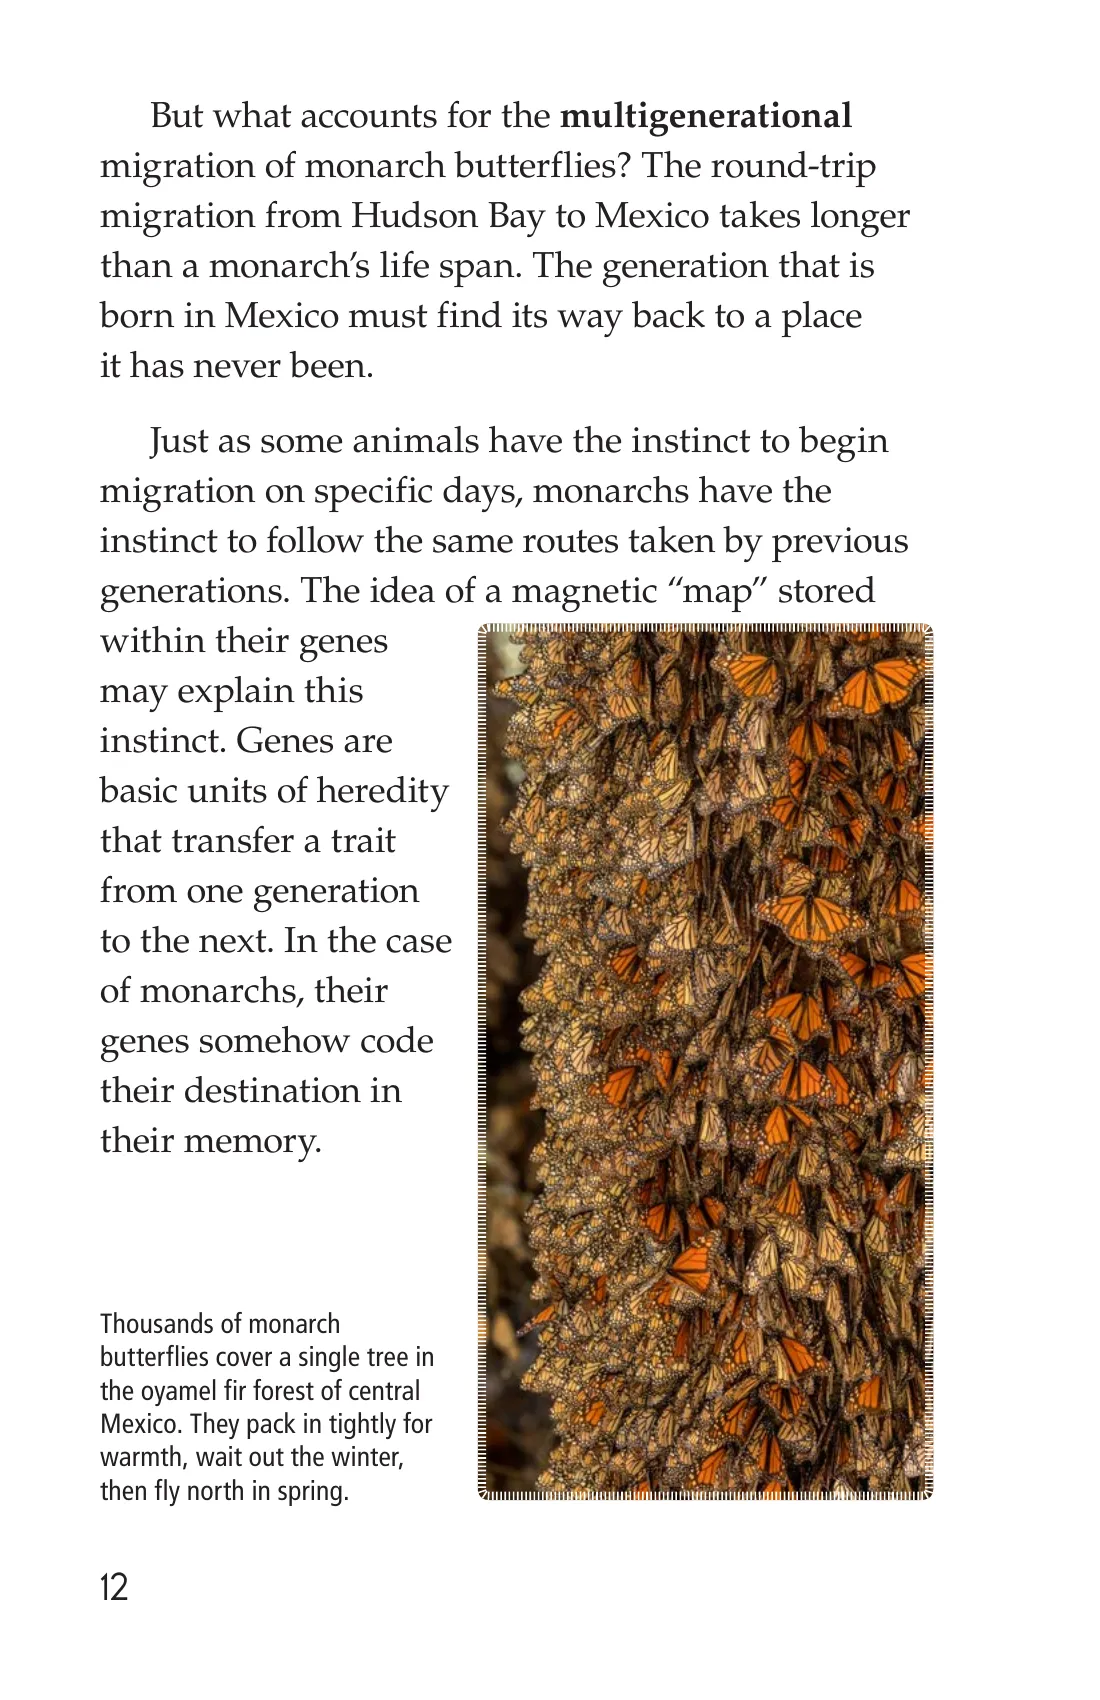 But what accounts for the multigenerational
migration of monarch butterflies? The round-trip
migration from Hudson Bay to Mexico takes longer
than a monarch’s life span. The generation that is
born in Mexico must find its way back to a place
it has never been.
Just as some animals have the instinct to begin
migration on specific days, monarchs have the
instinct to follow the same routes taken by previous
generations. The idea of a magnetic “map” stored
within their genes
may explain this
instinct. Genes are
basic units of heredity
that transfer a trait
from one generation
to the next. In the case
of monarchs, their
genes somehow code
their destination in
their memory.
Thousands of monarch
butterflies cover a single tree in
the oyamel fir forest of central
Mexico. They pack in tightly for
warmth, wait out the winter,
then fly north in spring.
12